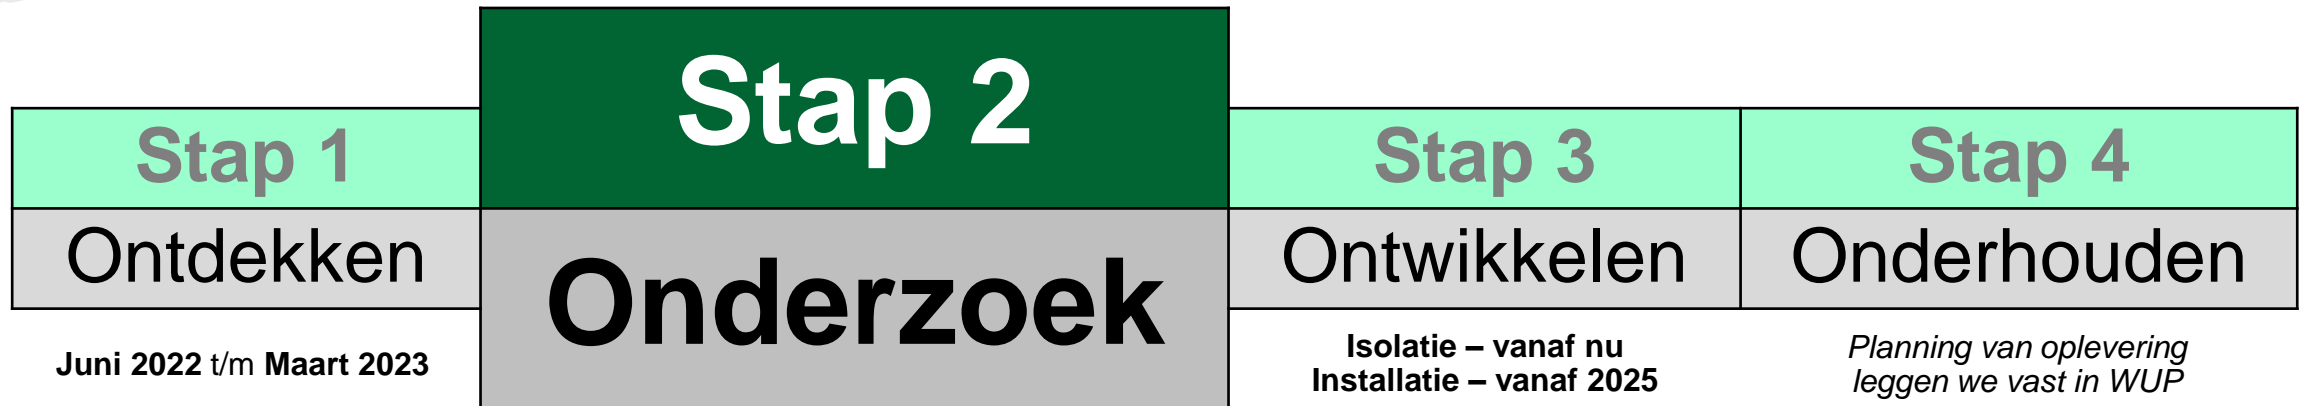 Stap 1
Ontdekken
Juni 2022 t/m Maart 2023
Stap 2
Onderzoek
Stap 3
Ontwikkelen
Isolatie – vanaf nu
Installatie – vanaf 2025
Stap 4
Onderhouden
Planning van oplevering
leggen we vast in WUP